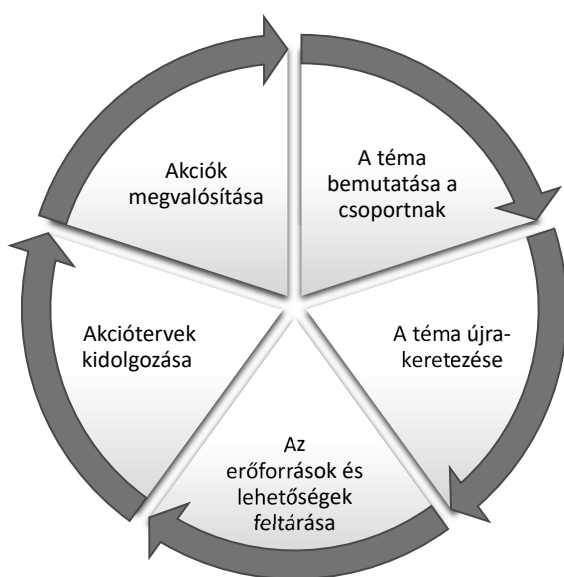 A téma
bemutatása a
csoportnak
A téma újra-
keretezése
Az
erőforrások és
lehetőségek
feltárása
Akciótervek
kidolgozása
Akciók
megvalósítása